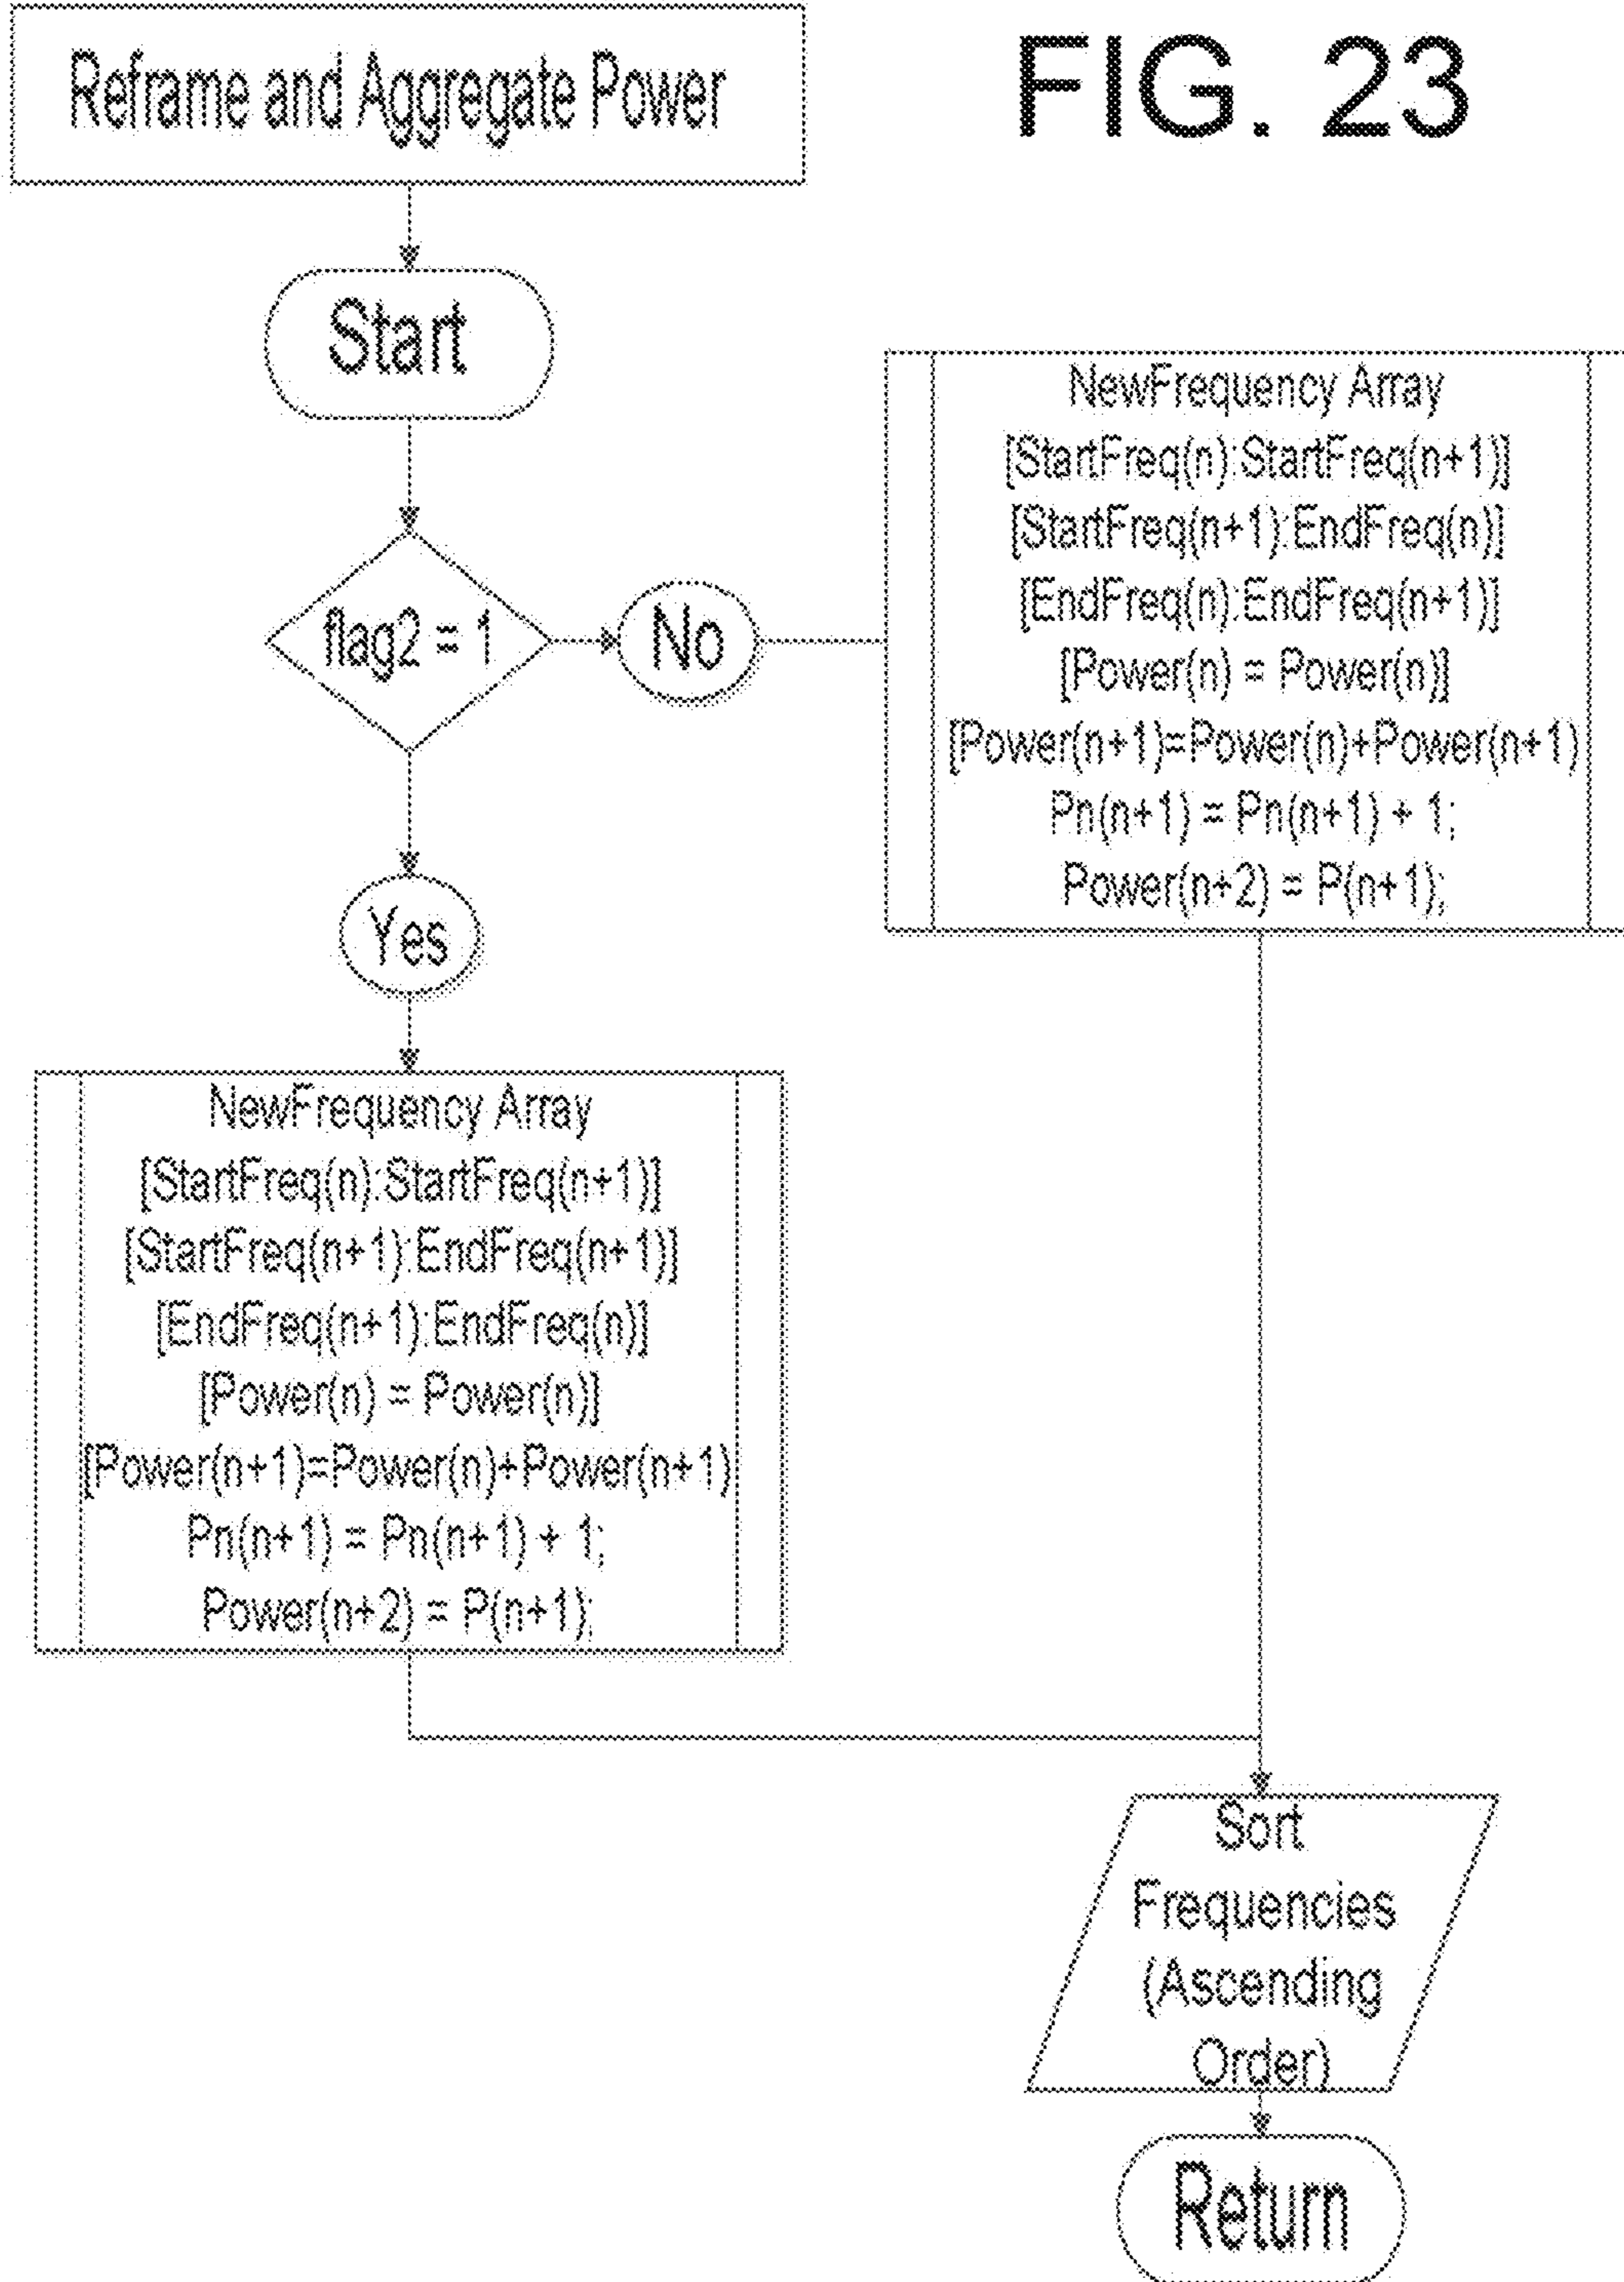 Reframe and Aggregate Power
FIG. 23
Start
flag2 = 1
No
NewFrequency Array
[StartFreq(n):StartFreq(n+1)]
[StartFreq(n+1):EndFreq(n)]
[EndFreq(n):EndFreq(n+1)]
[Power(n) = Power(n)]
[Power(n+1)=Power(n)+Power(n+1)
Pn(n+1) = Pn(n+1) + 1;
Power(n+2) = P(n+1);
Yes
NewFrequency Array
[StartFreq(n):StartFreq(n+1)]
[StartFreq(n+1):EndFreq(n+1)]
[EndFreq(n+1):EndFreq(n)]
[Power(n) = Power(n)]
[Power(n+1)=Power(n)+Power(n+1)
Pn(n+1) = Pn(n+1) + 1;
Power(n+2) = P(n+1);
Sort
Frequencies
(Ascending
Order)
Return